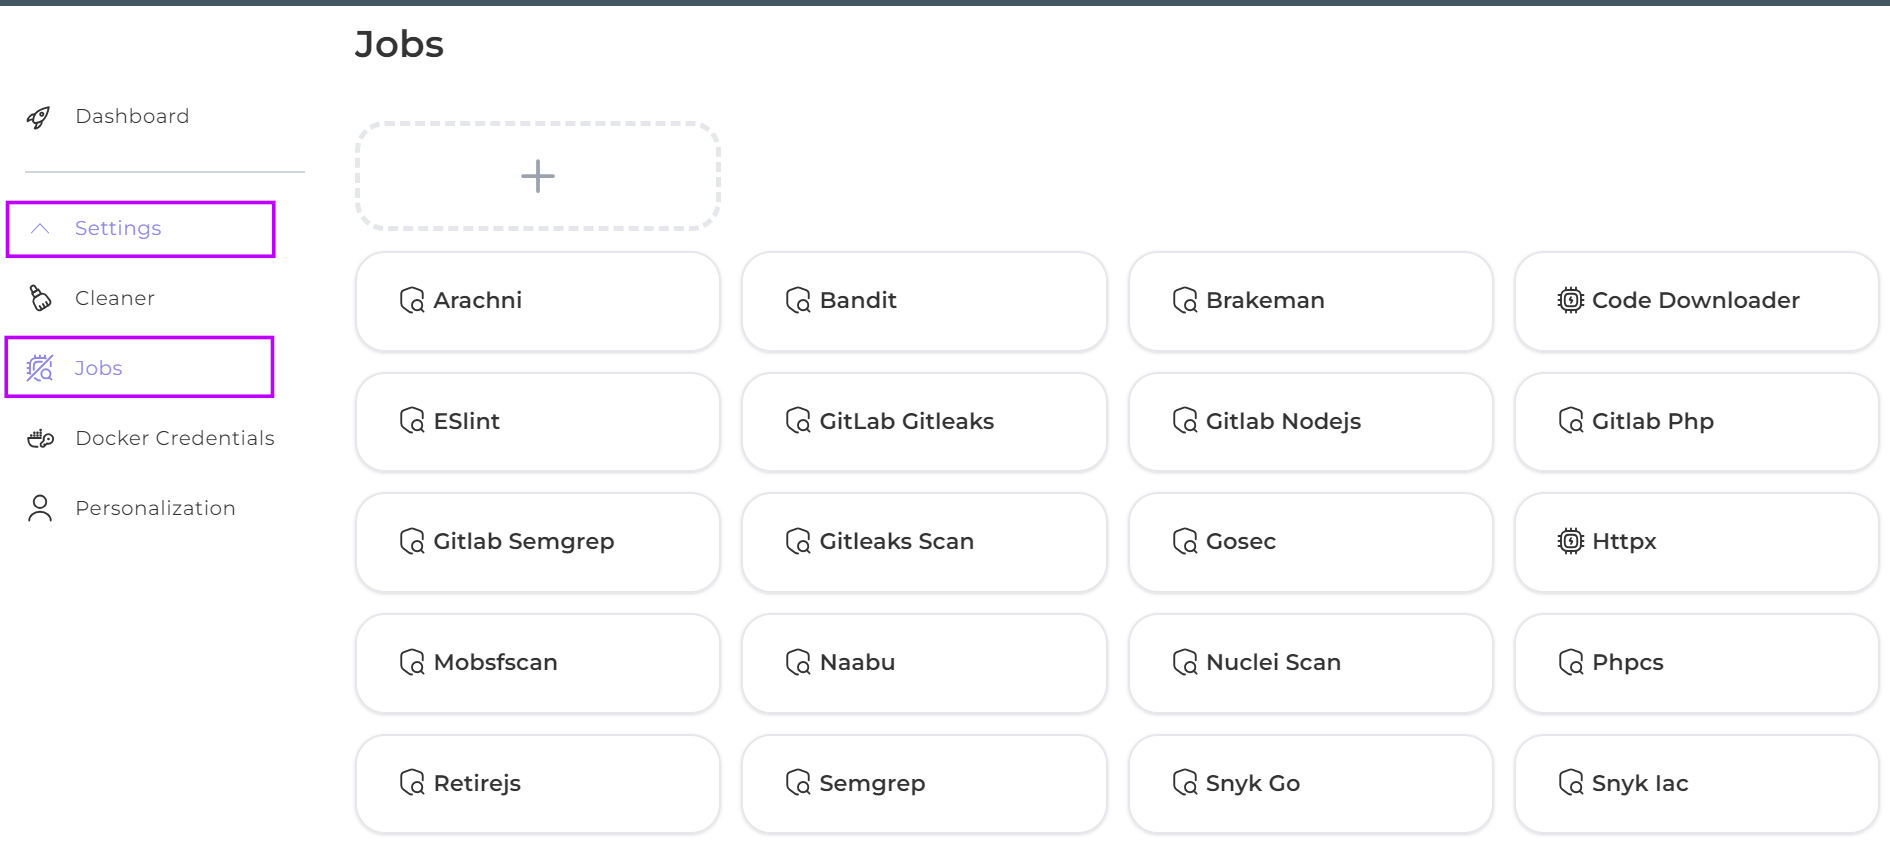 Jobs
Dashboard
Settings
Cleaner
Jobs
Docker Credentials
Personalization
Arachni
Bandit
Brakeman
Code Downloader
ESlint
GitLab Gitleaks
Gitlab Nodejs
Gitlab Php
Gitlab Semgrep
Gitleaks Scan
Gosec
Httpx
Mobsfscan
Naabu
Nuclei Scan
Phpcs
Retirejs
Semgrep
Snyk Go
Snyk Iac